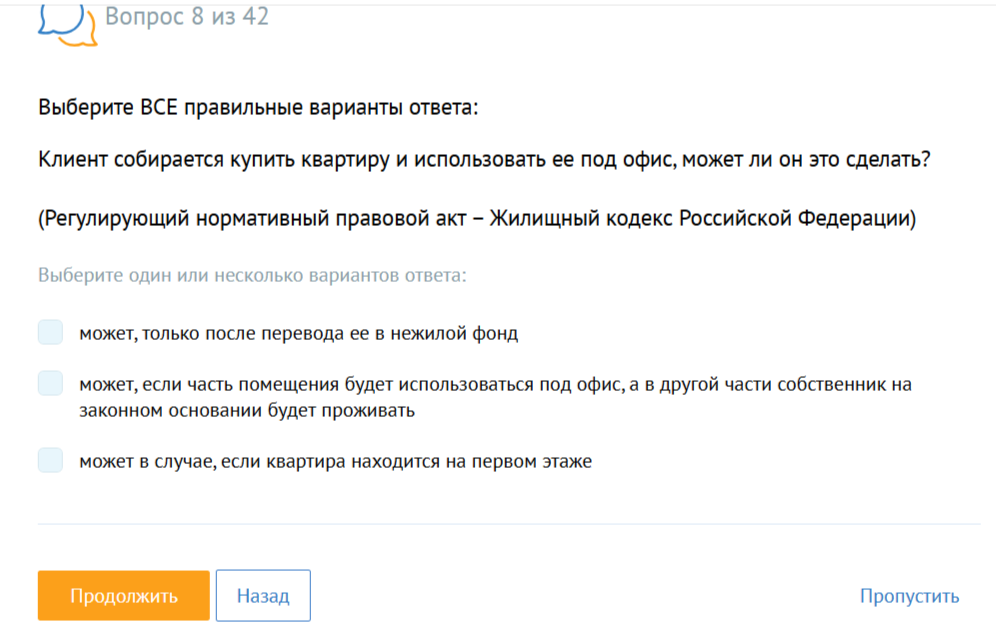 Вопрос 8 из 42
Выберите ВСЕ правильные варианты ответа:
Клиент собирается купить квартиру и использовать ее под офис, может ли он это сделать?
(Регулирующий нормативный правовой акт – Жилищный кодекс Российской Федерации)
Выберите один или несколько вариантов ответа:
может, только после перевода ее в нежилой фонд
может, если часть помещения будет использоваться под офис, а в другой части собственник на
законном основании будет проживать
может в случае, если квартира находится на первом этаже
Продолжить Назад Пропустить